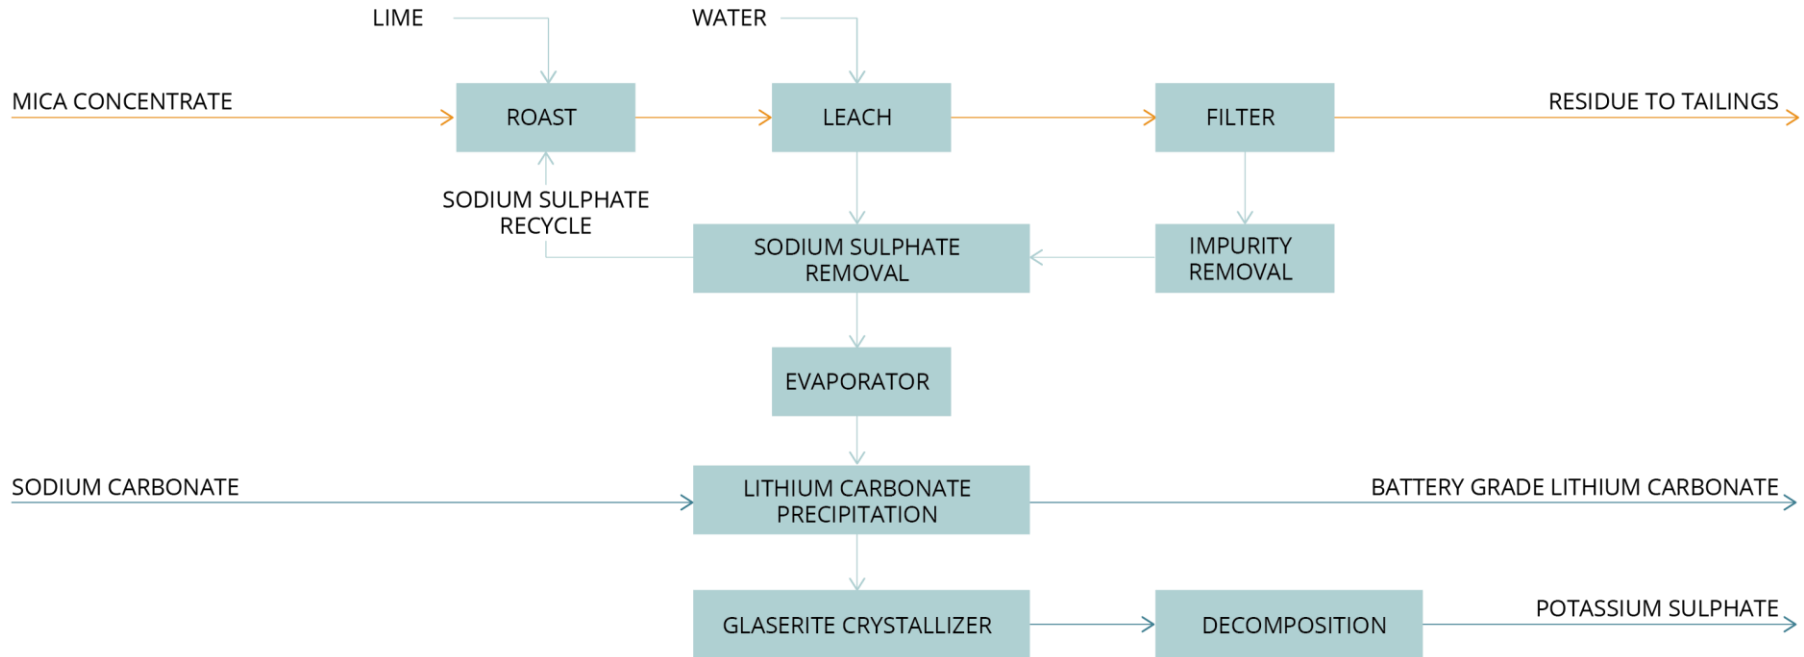 LIME
WATER
MICA CONCENTRATE
ROAST
LEACH
FILTER
RESIDUE TO TAILINGS
SODIUM SULPHATE
RECYCLE
SODIUM SULPHATE
REMOVAL
IMPURITY
REMOVAL
EVAPORATOR
SODIUM CARBONATE
LITHIUM CARBONATE
PRECIPITATION
BATTERY GRADE LITHIUM CARBONATE
GLASERITE CRYSTALLIZER
DECOMPOSITION
POTASSIUM SULPHATE